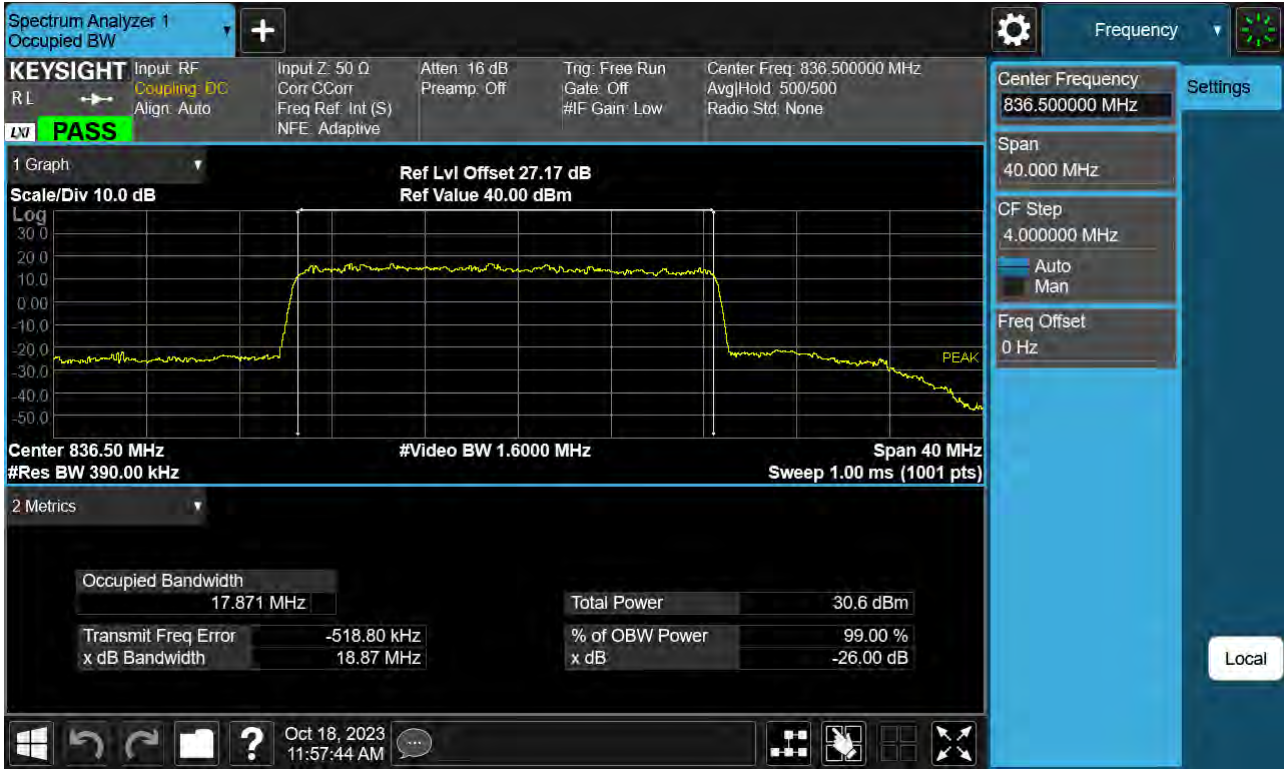 Spectrum Analyzer 1
Occupied BW
+
Frequency
KEYSIGHT
RL
LXI
PASS
Input: RF
Coupling: DC
Align: Auto
Input Z: 50 Ω
Corr CCorr
Freq Ref: Int (S)
NFE: Adaptive
Atten: 16 dB
Preamp: Off
Trig: Free Run
Gate: Off
#IF Gain: Low
Center Freq: 836.500000 MHz
Avg|Hold: 500/500
Radio Std: None
Center Frequency
836.500000 MHz
Settings
Span
40.000 MHz
CF Step
4.000000 MHz
Auto
Man
Freq Offset
0 Hz
1 Graph
Scale/Div 10.0 dB
Ref Lvl Offset 27.17 dB
Ref Value 40.00 dBm
Log
30.0
20.0
10.0
0.00
-10.0
-20.0
-30.0
-40.0
-50.0
PEAK
Center 836.50 MHz
#Video BW 1.6000 MHz
Span 40 MHz
#Res BW 390.00 kHz
Sweep 1.00 ms (1001 pts)
2 Metrics
Occupied Bandwidth
17.871 MHz
Total Power 30.6 dBm
Transmit Freq Error -518.80 kHz
% of OBW Power 99.00 %
x dB Bandwidth 18.87 MHz
x dB -26.00 dB
Local
?
Oct 18, 2023
11:57:44 AM